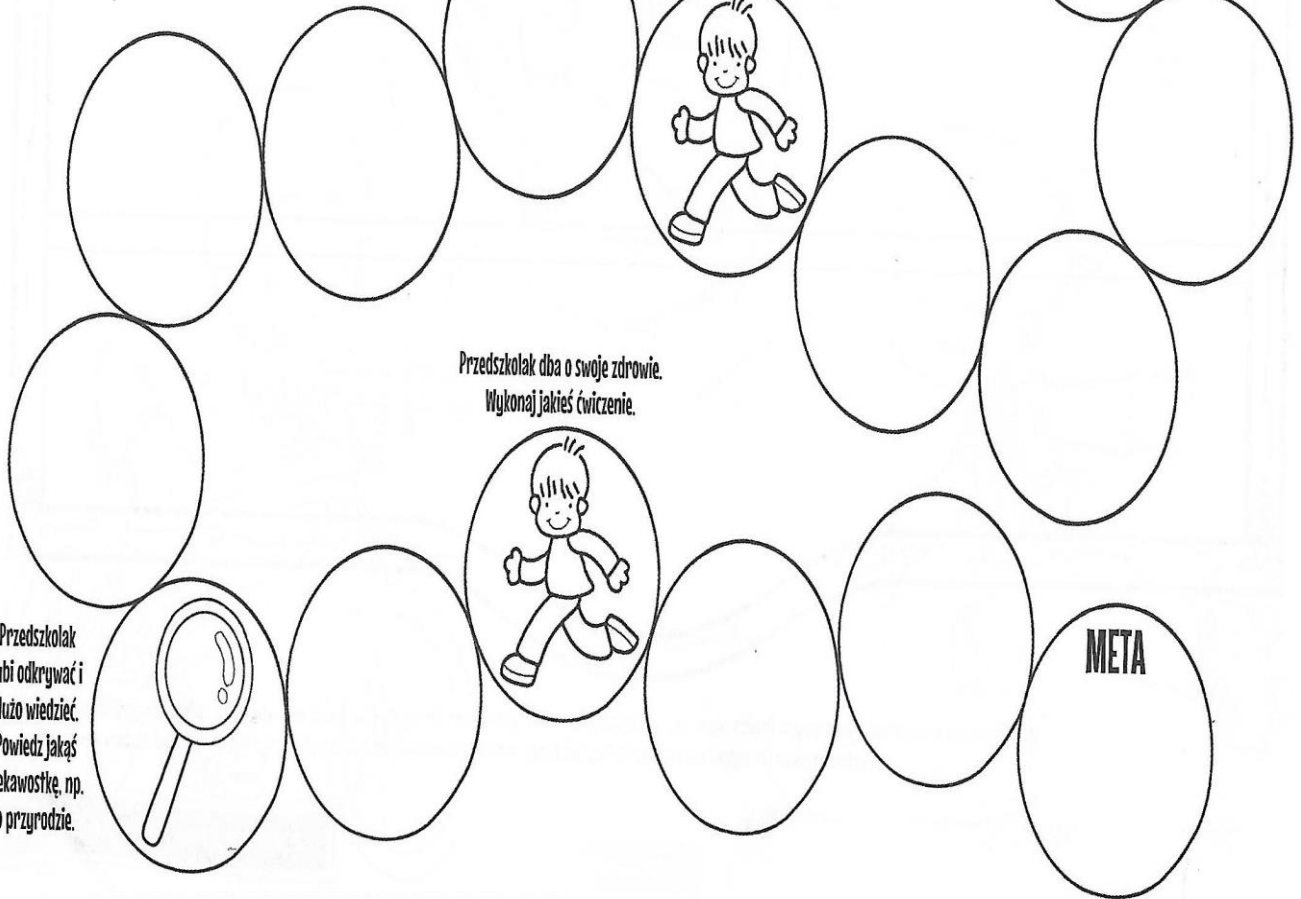 Przedszkolak dba o swoje zdrowie.
Wykonaj jakieś ćwiczenie.
Przedszkolak
odkrywać i
wiedzieć.
Powiedz jakąś
np.
przyrodzie.
META